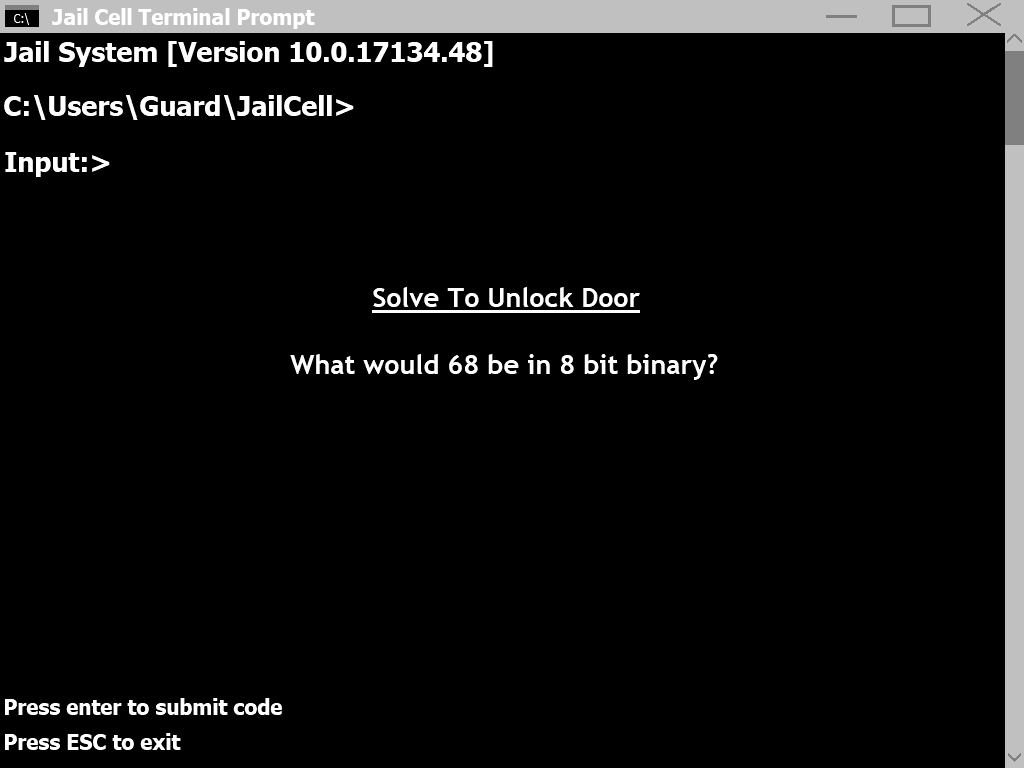 C:\ Jail Cell Terminal Prompt
Jail System [Version 10.0.17134.48]
C:\Users\Guard\JailCell>
Input:>
Solve To Unlock Door
What would 68 be in 8 bit binary?
Press enter to submit code
Press ESC to exit